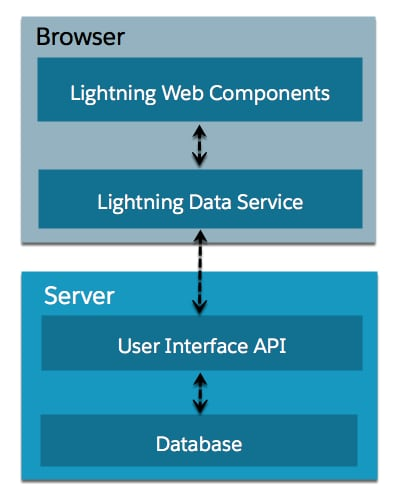 Browser
Lightning Web Components
Lightning Data Service
Server
User Interface API
Database